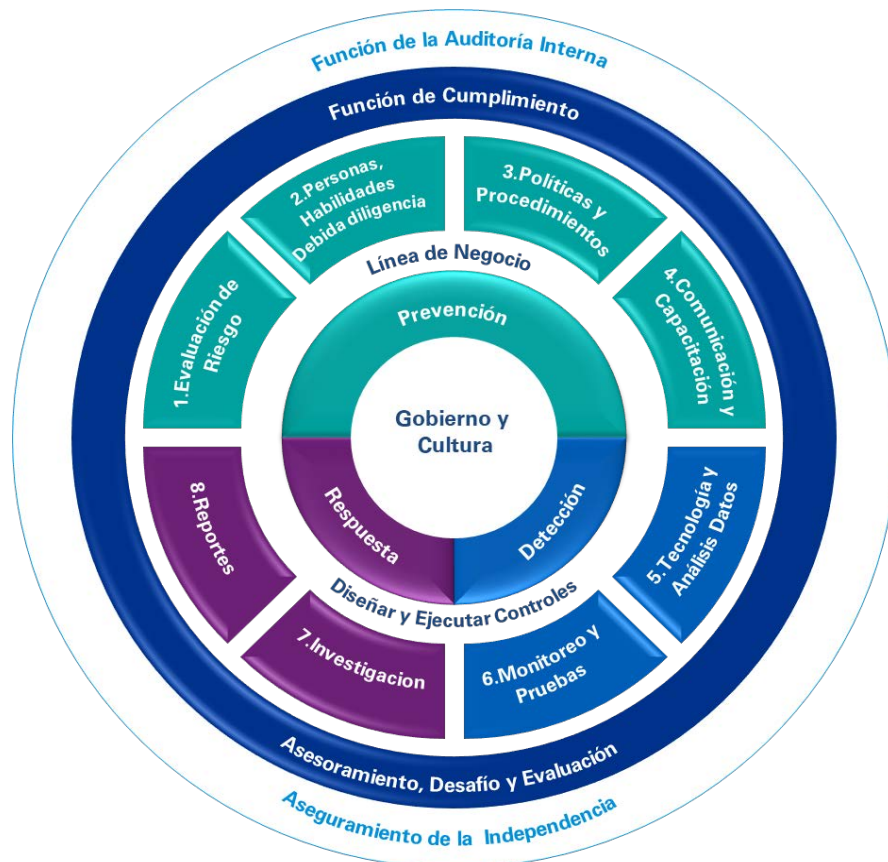 Función de la Auditoría Interna
Función de Cumplimiento
2.Personas,
Habilidades
Debida diligencia
3.Políticas y
Procedimientos
Línea de Negocio
1.Evaluación de
Riesgo
Prevención
4.Comunicación y
Capacitación
Gobierno y
Cultura
8.Reportes
Respuesta
Detección
5.Tecnología y
Análisis Datos
Diseñar y Ejecutar Controles
7.Investigacion
6.Monitoreo y
Pruebas
Asesoramiento, Desafío y Evaluación
Aseguramiento de la Independencia